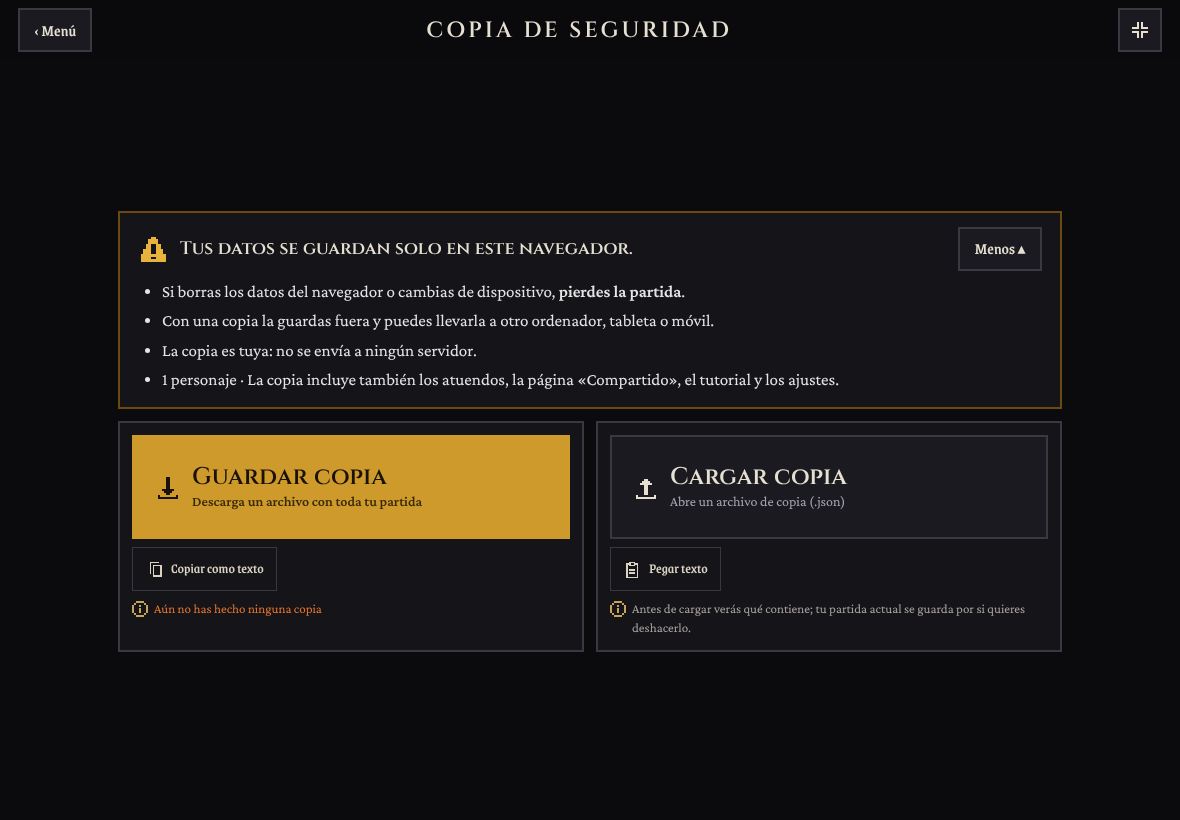 ‹ Menú
COPIA DE SEGURIDAD
Tus datos se guardan solo en este navegador.
Menos ▴
• Si borras los datos del navegador o cambias de dispositivo, pierdes la partida.
• Con una copia la guardas fuera y puedes llevarla a otro ordenador, tableta o móvil.
• La copia es tuya: no se envía a ningún servidor.
• 1 personaje · La copia incluye también los atuendos, la página «Compartido», el tutorial y los ajustes.
Guardar copia
Descarga un archivo con toda tu partida
Copiar como texto
Aún no has hecho ninguna copia
Cargar copia
Abre un archivo de copia (.json)
Pegar texto
Antes de cargar verás qué contiene; tu partida actual se guarda por si quieres
deshacerlo.